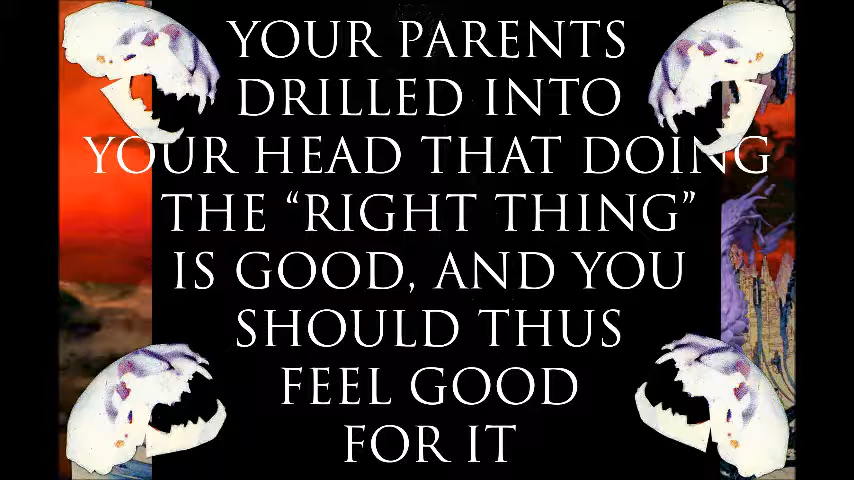 YOUR PARENTS
DRILLED INTO
YOUR HEAD THAT DOING
THE “RIGHT THING”
IS GOOD, AND YOU
SHOULD THUS
FEEL GOOD
FOR IT